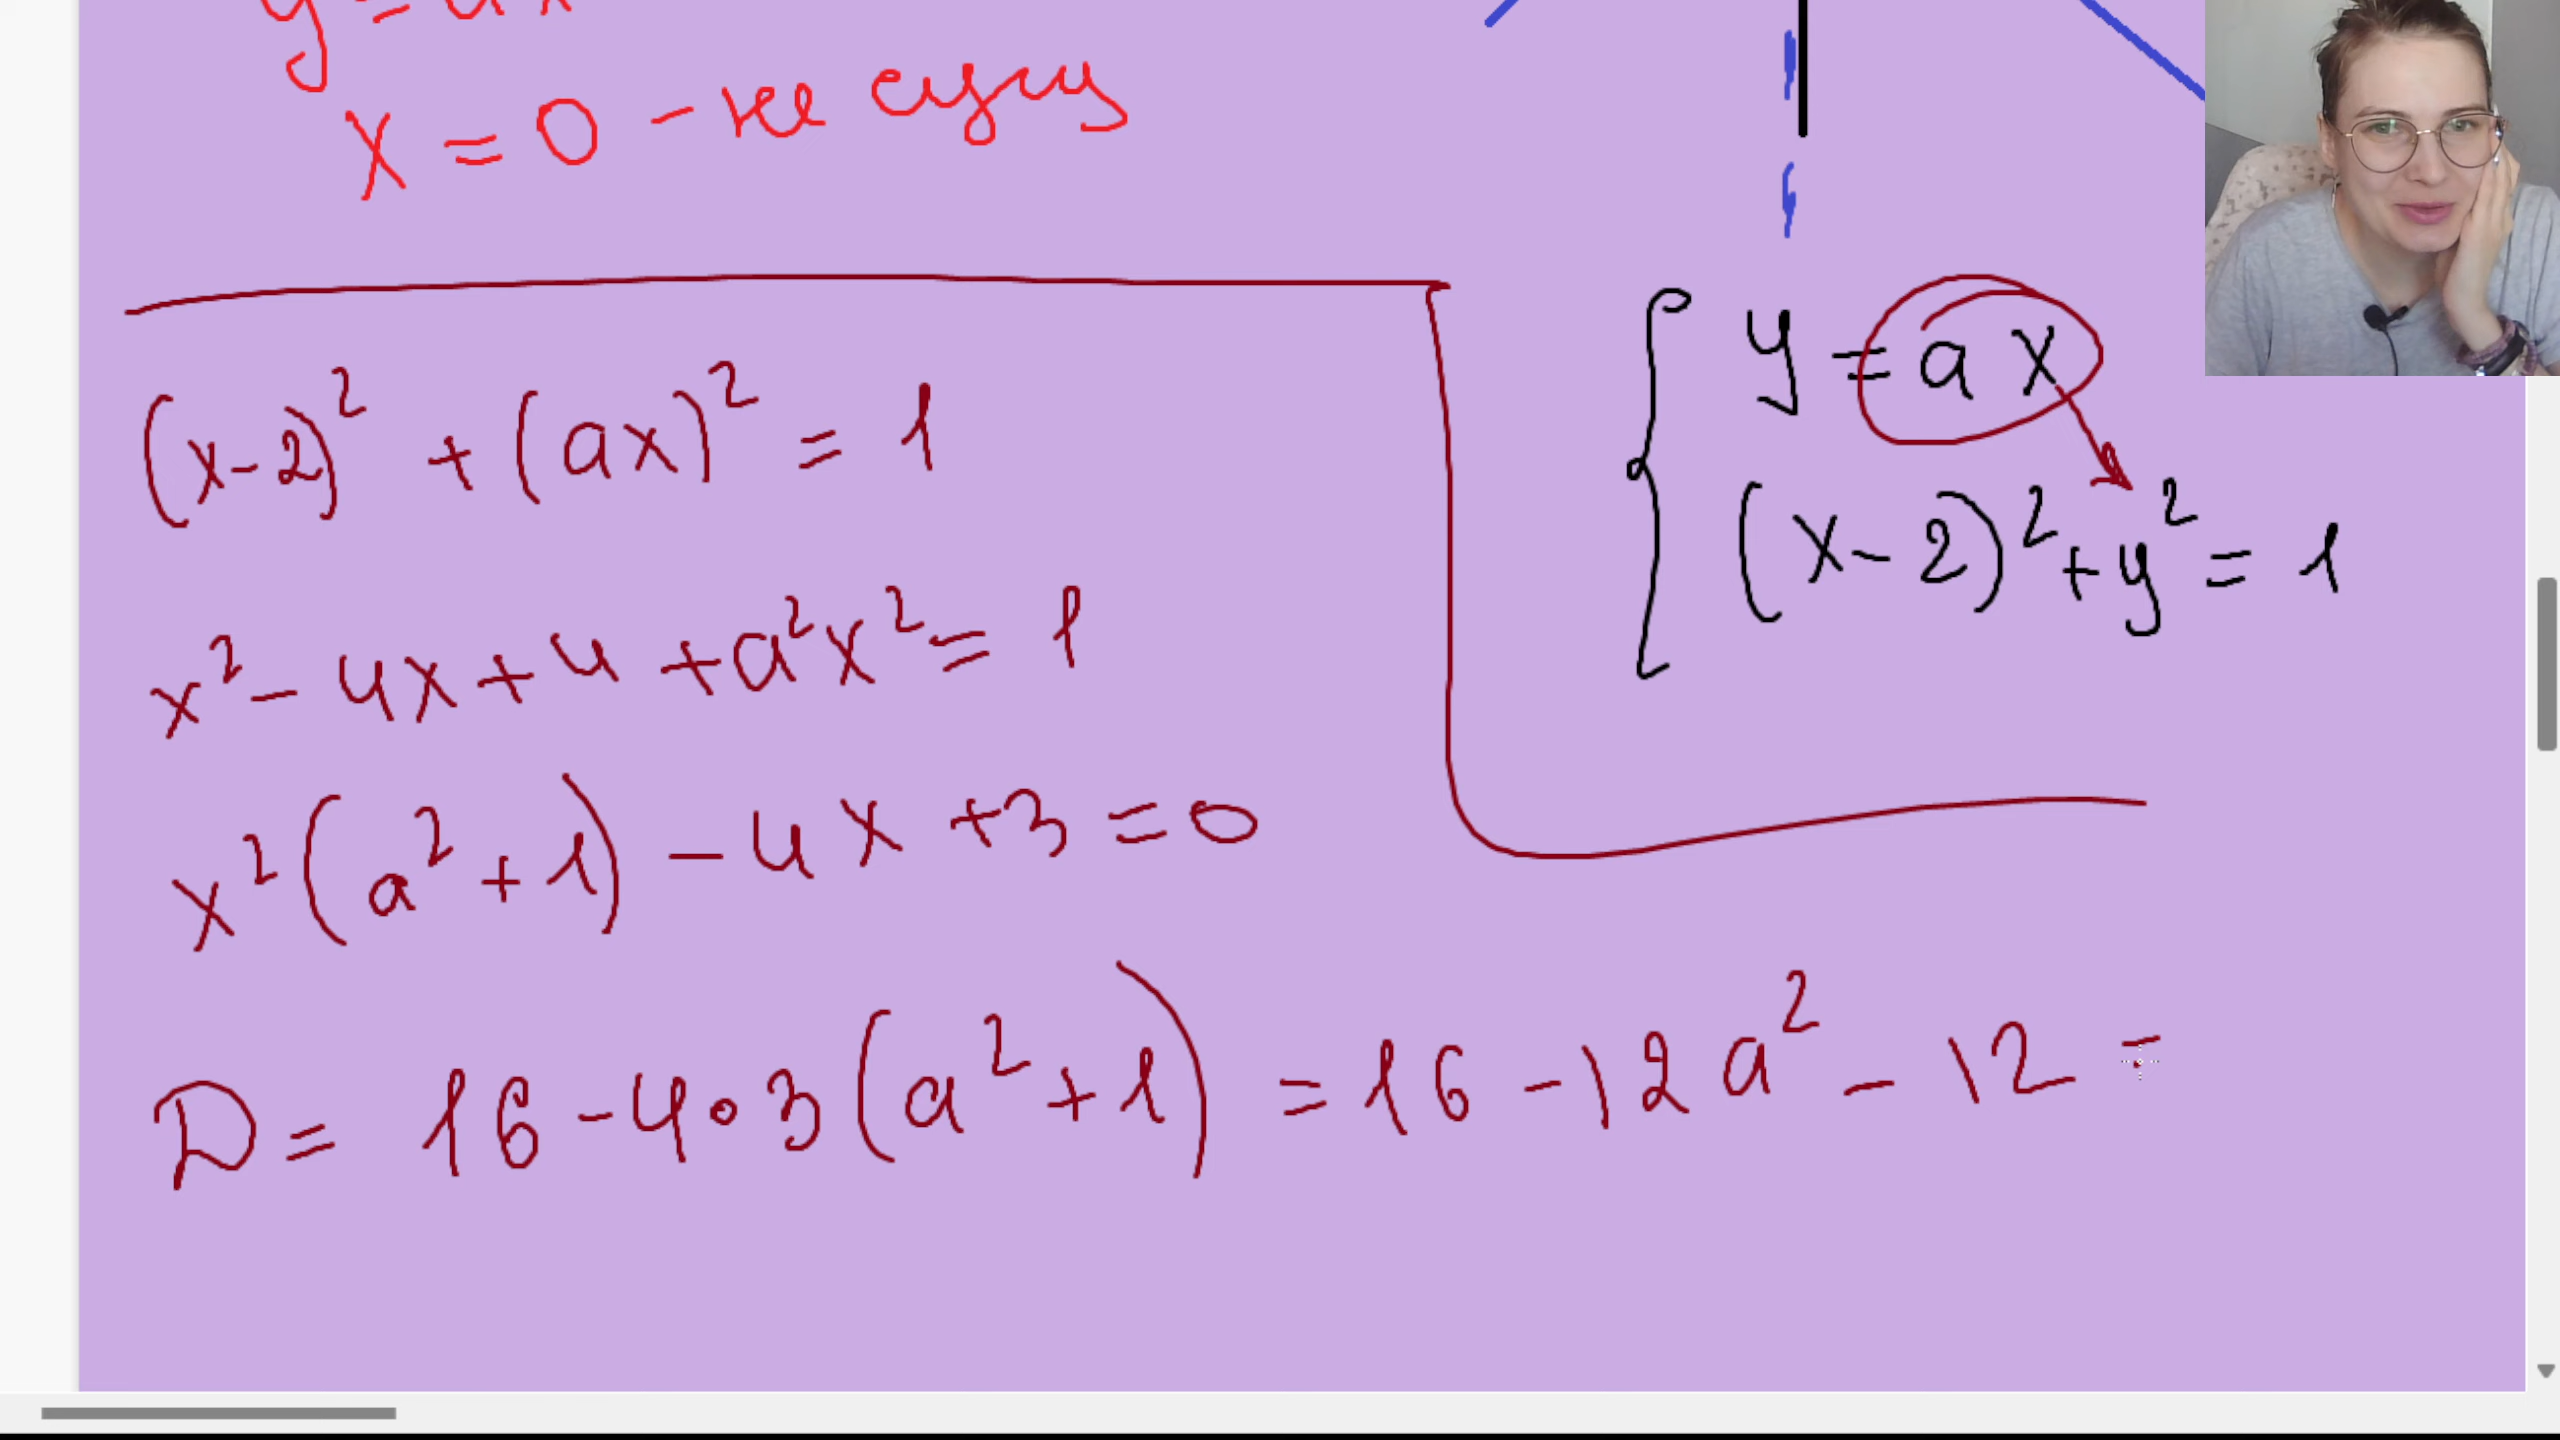 y = ax
x = 0 - не
(x-2)² + (ax)² = 1
x² - 4x + 4 + a²x² = 1
x²(a² + 1) - 4x + 3 = 0
D = 16 - 4·3(a² + 1) = 16 - 12a² - 12 =
y = ax
(x-2)² + y² = 1